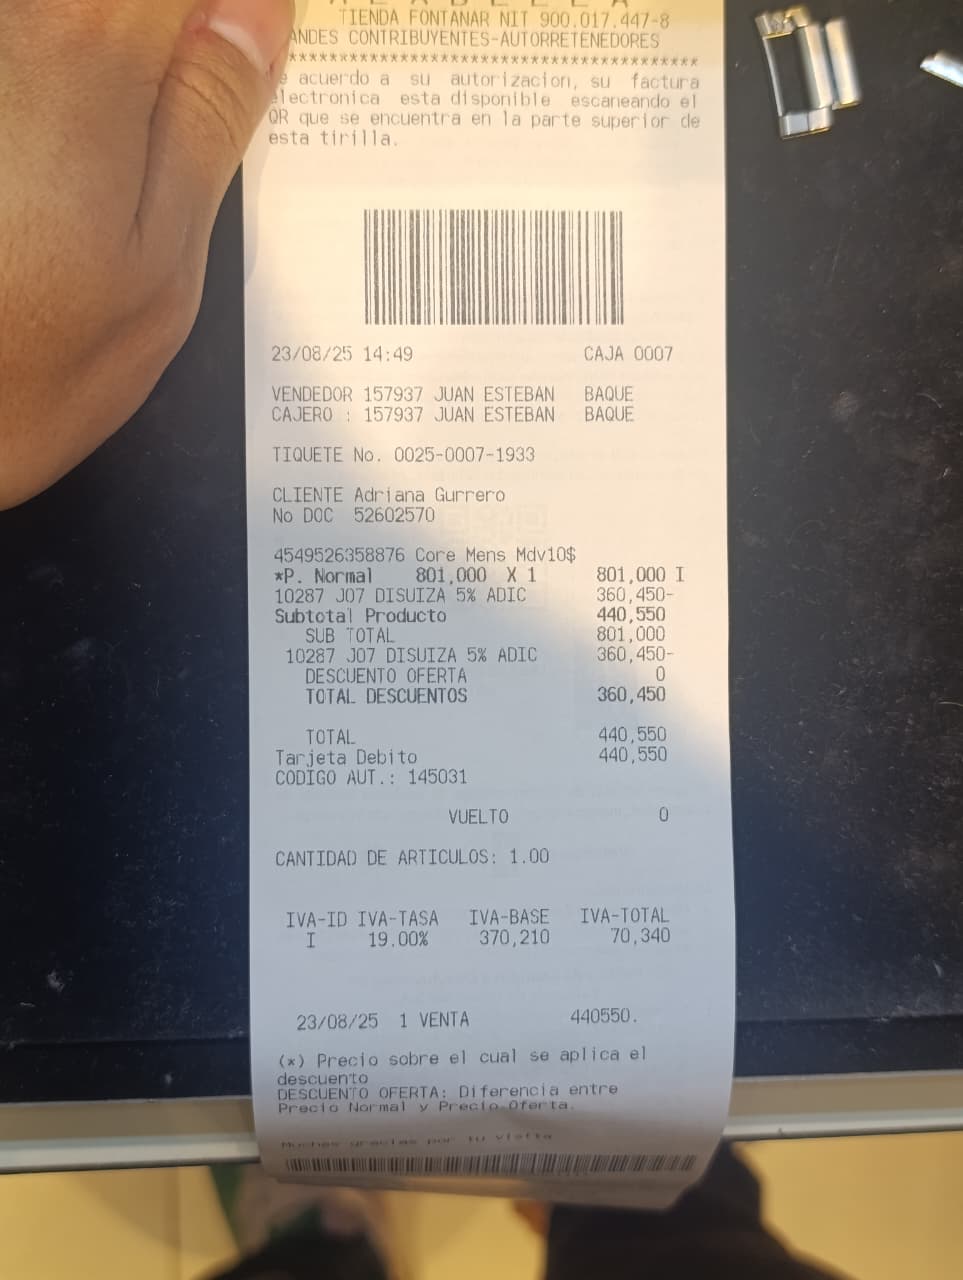 TIENDA FONTANAR NIT 900.017.447-8
ANDES CONTRIBUYENTES-AUTORRETENEDORES
******************************************
e acuerdo a su autorizacion, su factura
lectronica esta disponible escaneando el
QR que se encuentra en la parte superior de
esta tirilla.
23/08/25 14:49 CAJA 0007
VENDEDOR 157937 JUAN ESTEBAN BAQUE
CAJERO : 157937 JUAN ESTEBAN BAQUE
TIQUETE No. 0025-0007-1933
CLIENTE Adriana Gurrero
No DOC 52602570
4549526358876 Core Mens Mdv10$
*P. Normal 801,000 X 1 801,000 I
10287 J07 DISUIZA 5% ADIC 360,450-
Subtotal Producto 440,550
SUB TOTAL 801,000
10287 J07 DISUIZA 5% ADIC 360,450-
DESCUENTO OFERTA 0
TOTAL DESCUENTOS 360,450
TOTAL 440,550
Tarjeta Debito 440,550
CODIGO AUT.: 145031
VUELTO 0
CANTIDAD DE ARTICULOS: 1.00
IVA-ID IVA-TASA IVA-BASE IVA-TOTAL
I 19.00% 370,210 70,340
23/08/25 1 VENTA 440550.
(*) Precio sobre el cual se aplica el
descuento
DESCUENTO OFERTA: Diferencia entre
Precio Normal y Precio Oferta.
Muchas gracias por tu visita